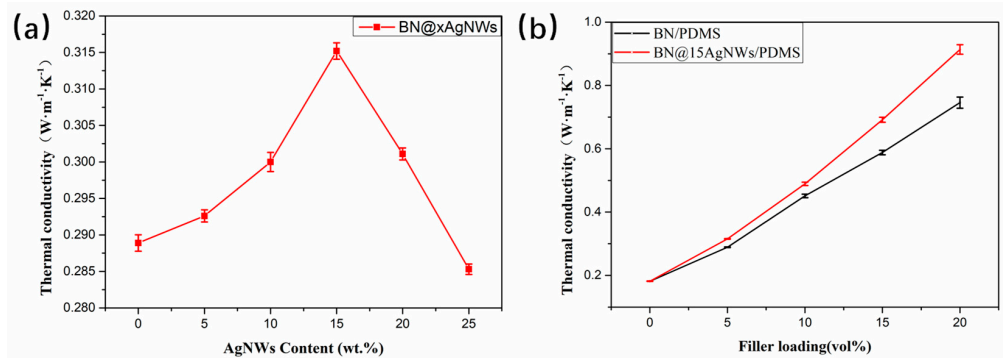 (a)
BN@xAgNWs
Thermal conductivity（W·m⁻¹·K⁻¹）
0.320
0.315
0.310
0.305
0.300
0.295
0.290
0.285
0.280
0
5
10
15
20
25
AgNWs Content (wt.%)
(b)
BN/PDMS
BN@15AgNWs/PDMS
Thermal conductivity（W·m⁻¹·K⁻¹）
1.0
0.8
0.6
0.4
0.2
0
5
10
15
20
Filler loading(vol%)